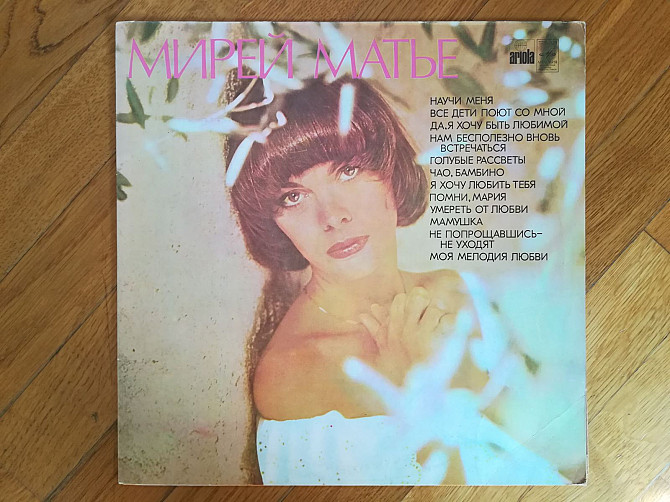 МИРЕЙ МАТЬЕ
ariola
НАУЧИ МЕНЯ
ВСЕ ДЕТИ ПОЮТ СО МНОЙ
ДА, Я ХОЧУ БЫТЬ ЛЮБИМОЙ
НАМ БЕСПОЛЕЗНО ВНОВЬ
ВСТРЕЧАТЬСЯ
ГОЛУБЫЕ РАССВЕТЫ
ЧАО, БАМБИНО
Я ХОЧУ ЛЮБИТЬ ТЕБЯ
ПОМНИ, МАРИЯ
УМЕРЕТЬ ОТ ЛЮБВИ
МАМУШКА
НЕ ПОПРОЩАВШИСЬ—
НЕ УХОДЯТ
МОЯ МЕЛОДИЯ ЛЮБВИ